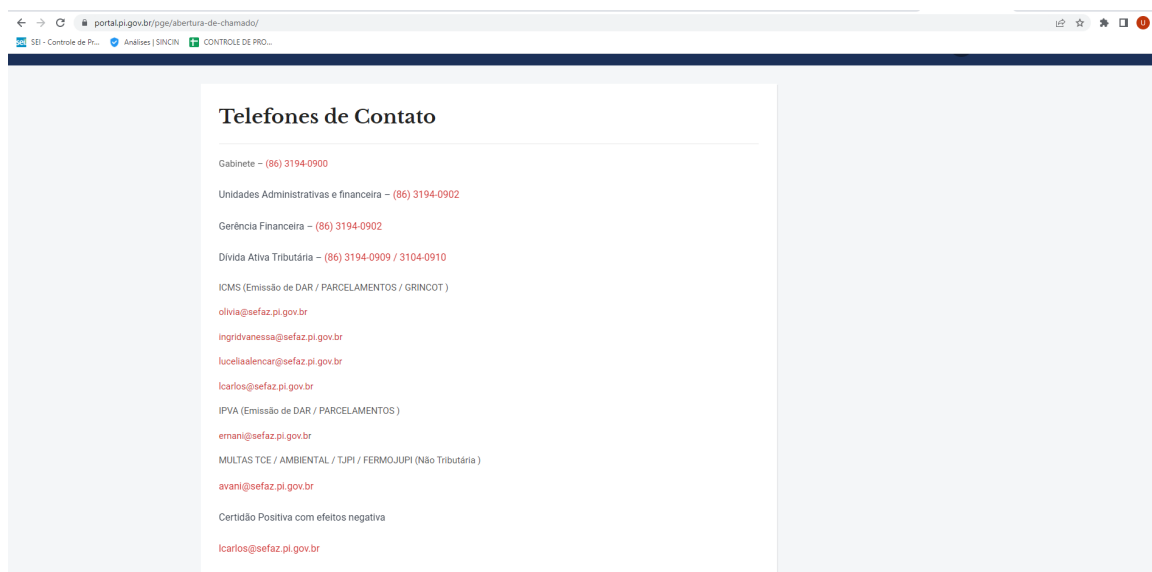 portal.pi.gov.br/pge/abertura-de-chamado/
U
sei SEI - Controle de Pr...
Análises | SINCIN
CONTROLE DE PRO...
Telefones de Contato
Gabinete – (86) 3194-0900
Unidades Administrativas e financeira – (86) 3194-0902
Gerência Financeira – (86) 3194-0902
Dívida Ativa Tributária – (86) 3194-0909 / 3104-0910
ICMS (Emissão de DAR / PARCELAMENTOS / GRINCOT )
olivia@sefaz.pi.gov.br
ingridvanessa@sefaz.pi.gov.br
luceliaalencar@sefaz.pi.gov.br
lcarlos@sefaz.pi.gov.br
IPVA (Emissão de DAR / PARCELAMENTOS )
ernani@sefaz.pi.gov.br
MULTAS TCE / AMBIENTAL / TJPI / FERMOJUPI (Não Tributária )
avani@sefaz.pi.gov.br
Certidão Positiva com efeitos negativa
lcarlos@sefaz.pi.gov.br